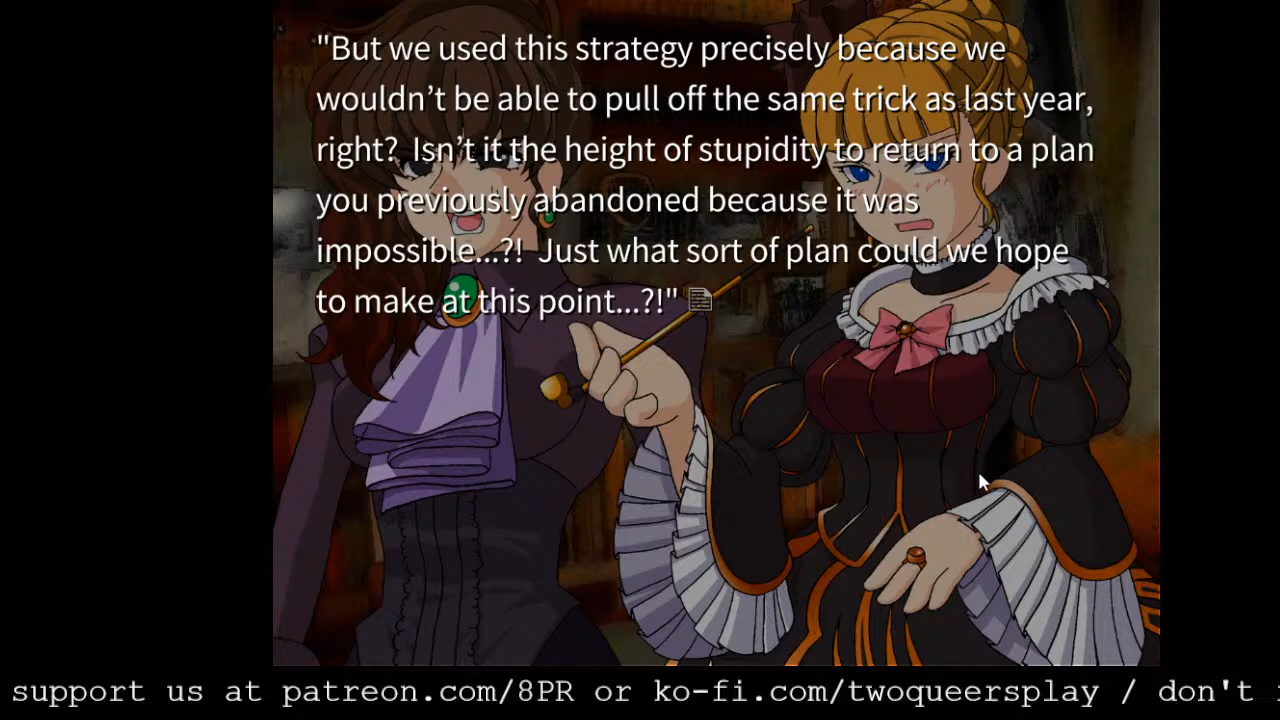 "But we used this strategy precisely because we
wouldn't be able to pull off the same trick as last year,
right?  Isn't it the height of stupidity to return to a plan
you previously abandoned because it was
impossible...?!  Just what sort of plan could we hope
to make at this point...?!"
support us at patreon.com/8PR or ko-fi.com/twoqueersplay / don't